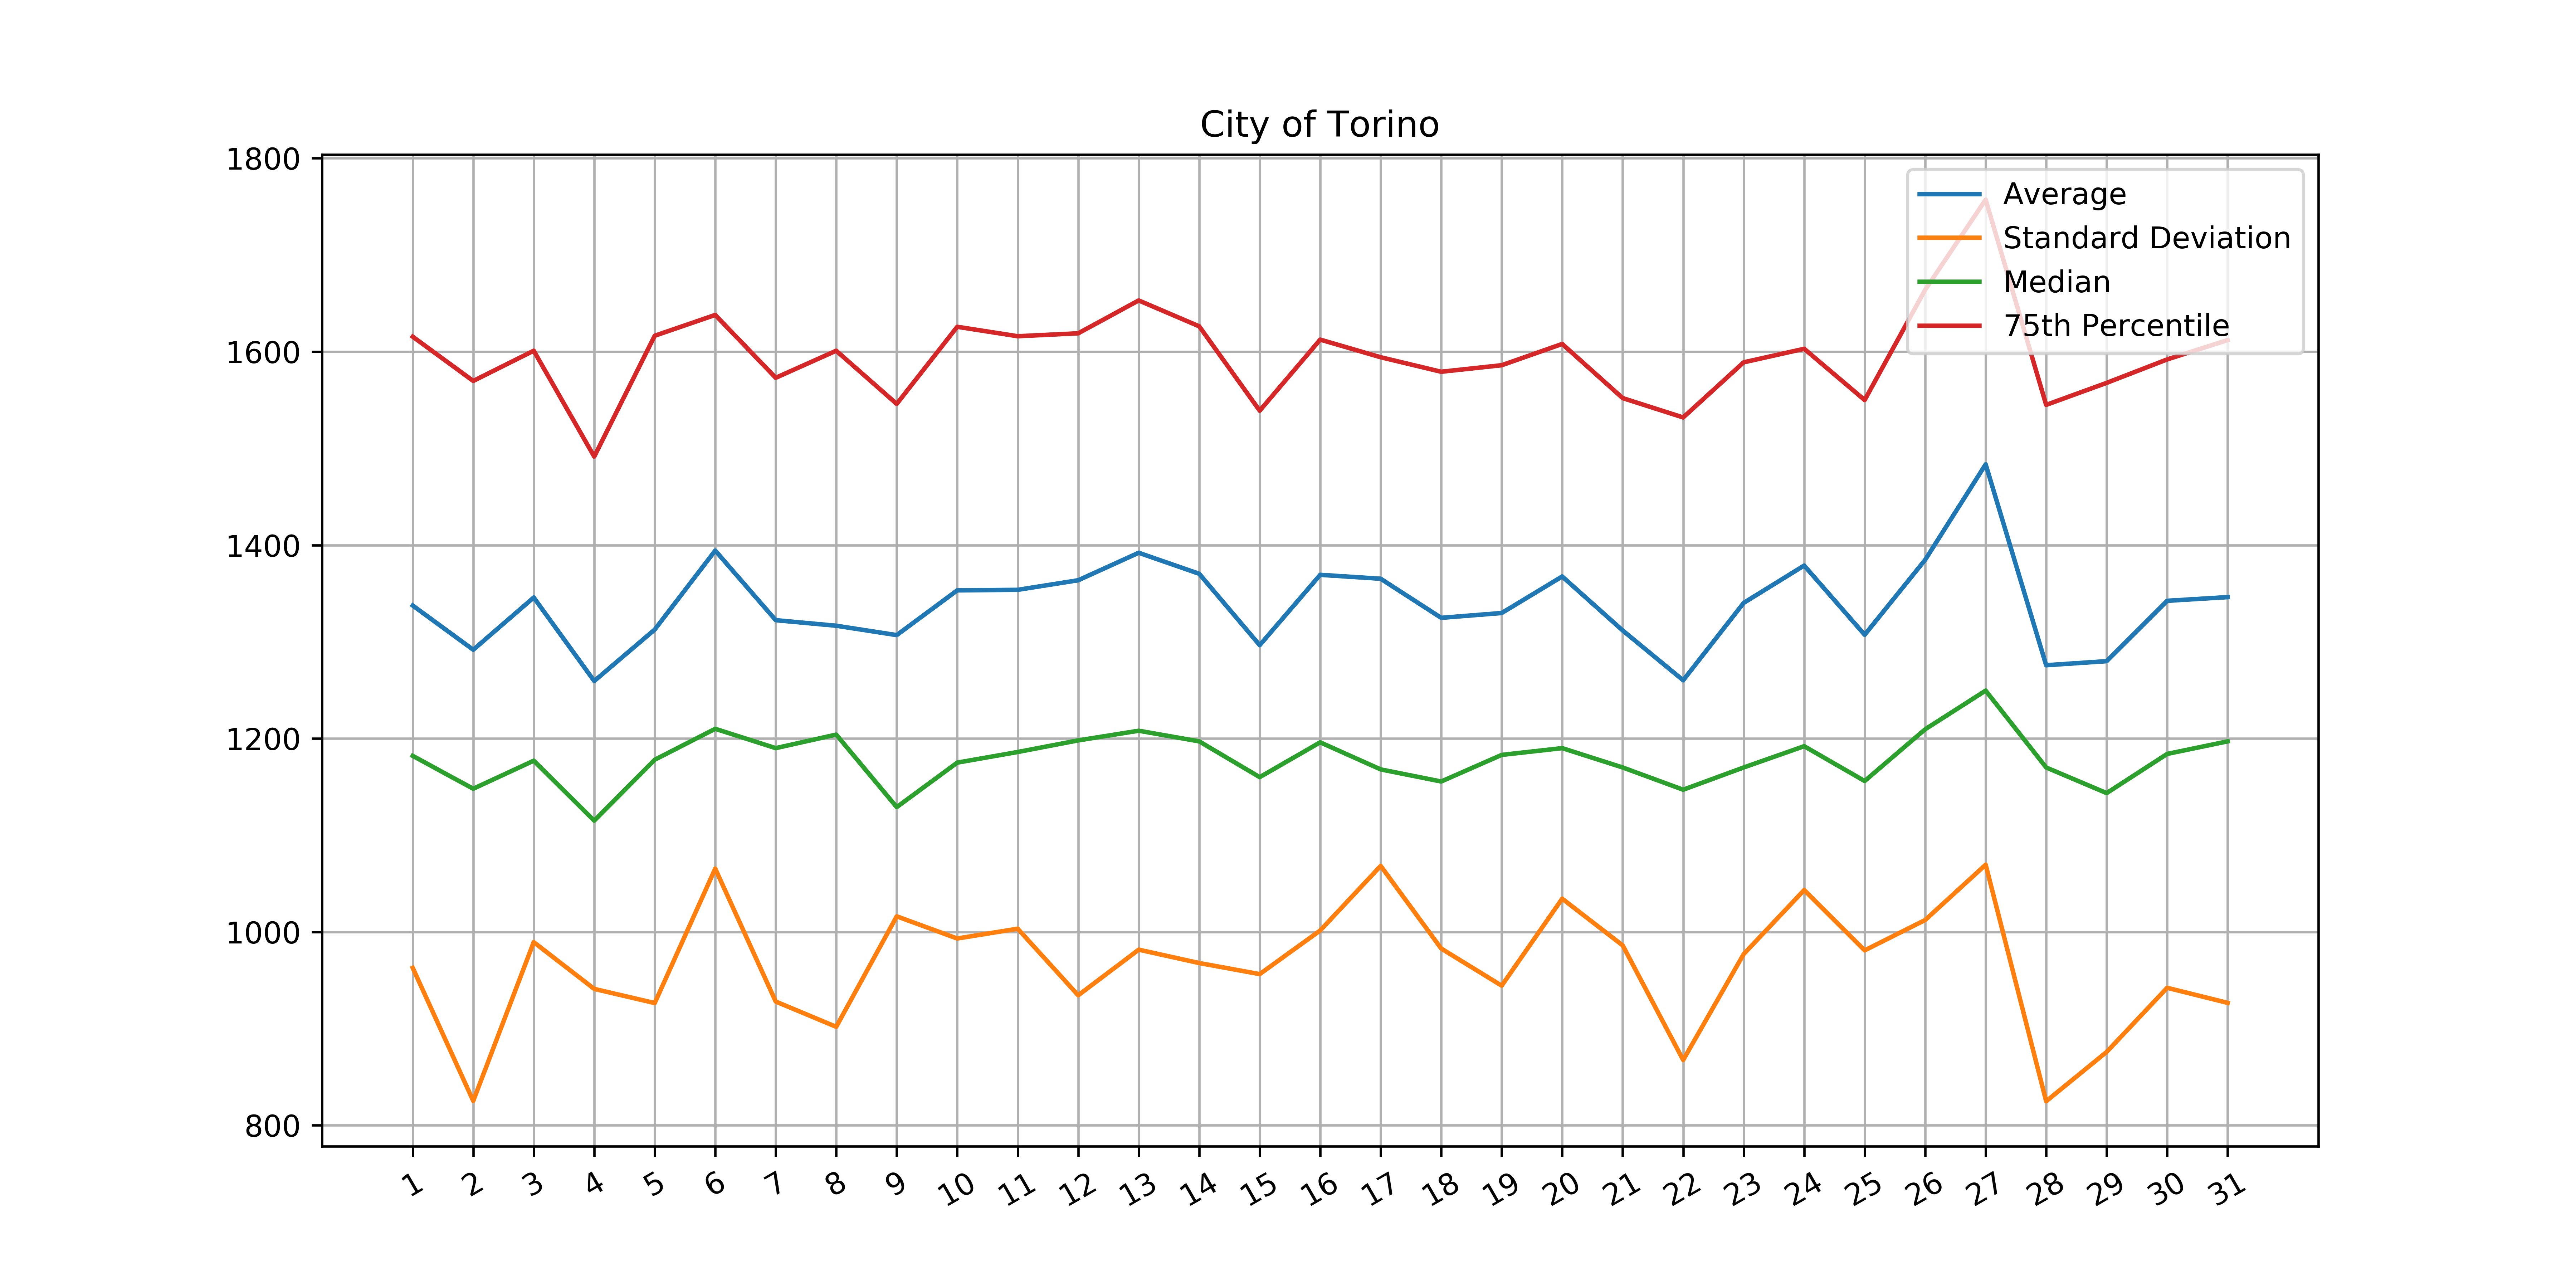 City of Torino
1800
1600
1400
1200
1000
800
Average
Standard Deviation
Median
75th Percentile
1 2 3 4 5 6 7 8 9 10 11 12 13 14 15 16 17 18 19 20 21 22 23 24 25 26 27 28 29 30 31